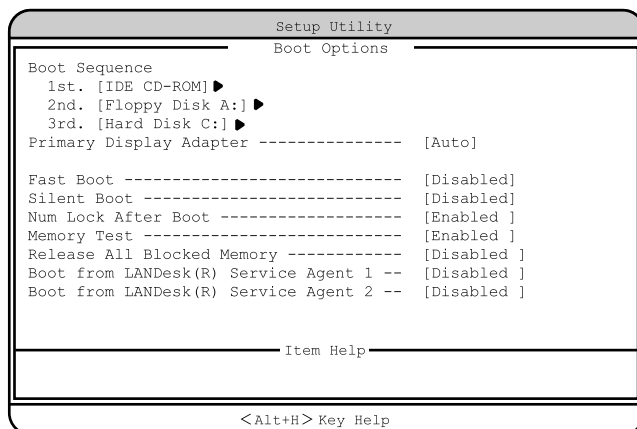 Setup Utility
Boot Options
Boot Sequence
1st. [IDE CD-ROM]▶
2nd. [Floppy Disk A:]▶
3rd. [Hard Disk C:]▶
Primary Display Adapter --------------- [Auto]
Fast Boot ----------------------------- [Disabled]
Silent Boot --------------------------- [Disabled]
Num Lock After Boot ------------------- [Enabled ]
Memory Test --------------------------- [Enabled ]
Release All Blocked Memory ------------ [Disabled ]
Boot from LANDesk(R) Service Agent 1 -- [Disabled ]
Boot from LANDesk(R) Service Agent 2 -- [Disabled ]
Item Help
<Alt+H> Key Help